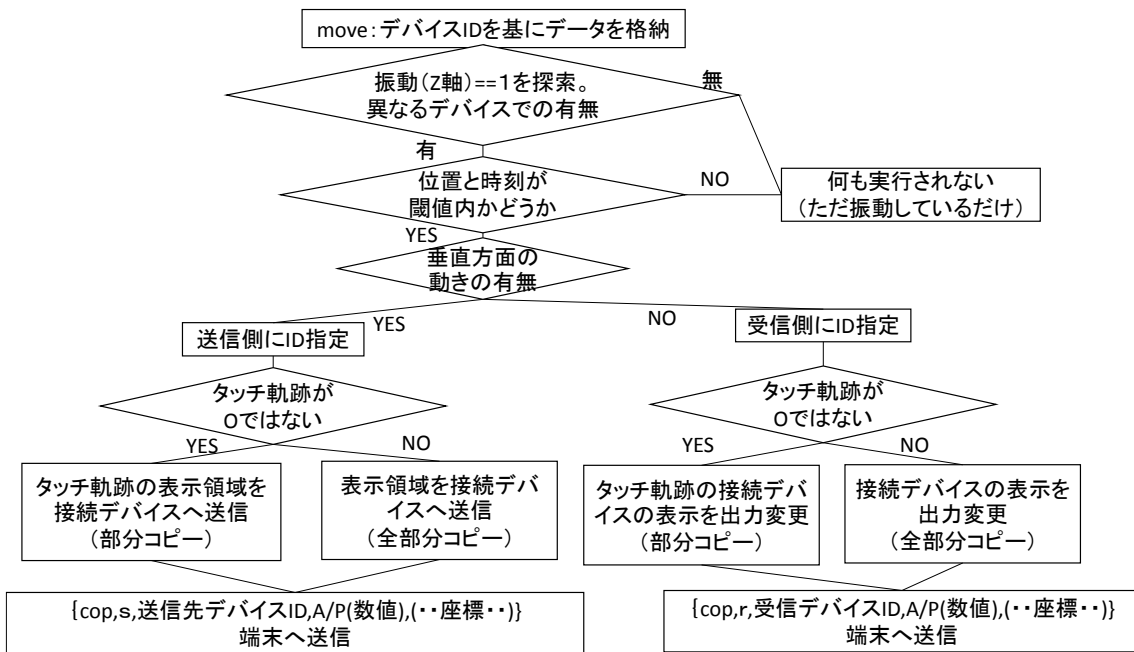 move:デバイスIDを基にデータを格納
振動(Z軸)==1を探索。
異なるデバイスでの有無
無
有
位置と時刻が
閾値内かどうか
NO
何も実行されない
(ただ振動しているだけ)
YES
垂直方面の
動きの有無
YES
NO
送信側にID指定
受信側にID指定
タッチ軌跡が
0ではない
タッチ軌跡が
0ではない
YES
NO
YES
NO
タッチ軌跡の表示領域を
接続デバイスへ送信
(部分コピー)
表示領域を接続デバ
イスへ送信
(全部分コピー)
タッチ軌跡の接続デバ
イスの表示を出力変更
(部分コピー)
接続デバイスの表示を
出力変更
(全部分コピー)
{cop,s,送信先デバイスID,A/P(数値),(・・座標・・)}
端末へ送信
{cop,r,受信デバイスID,A/P(数値),(・・座標・・)}
端末へ送信